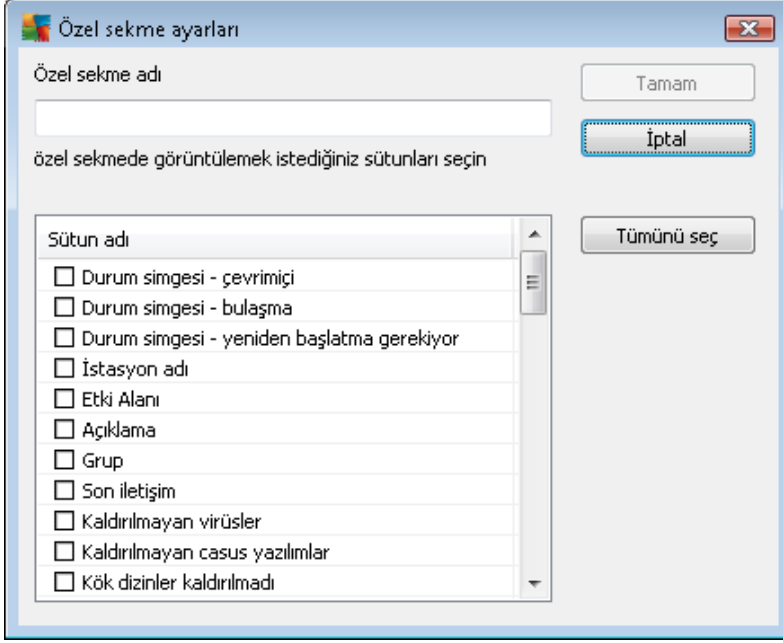 Özel sekme ayarları
Özel sekme adı
Tamam
İptal
özel sekmede görüntülemek istediğiniz sütunları seçin
Tümünü seç
Sütun adı
Durum simgesi - çevrimiçi
Durum simgesi - bulaşma
Durum simgesi - yeniden başlatma gerekiyor
İstasyon adı
Etki Alanı
Açıklama
Grup
Son iletişim
Kaldırılmayan virüsler
Kaldırılmayan casus yazılımlar
Kök dizinler kaldırılmadı